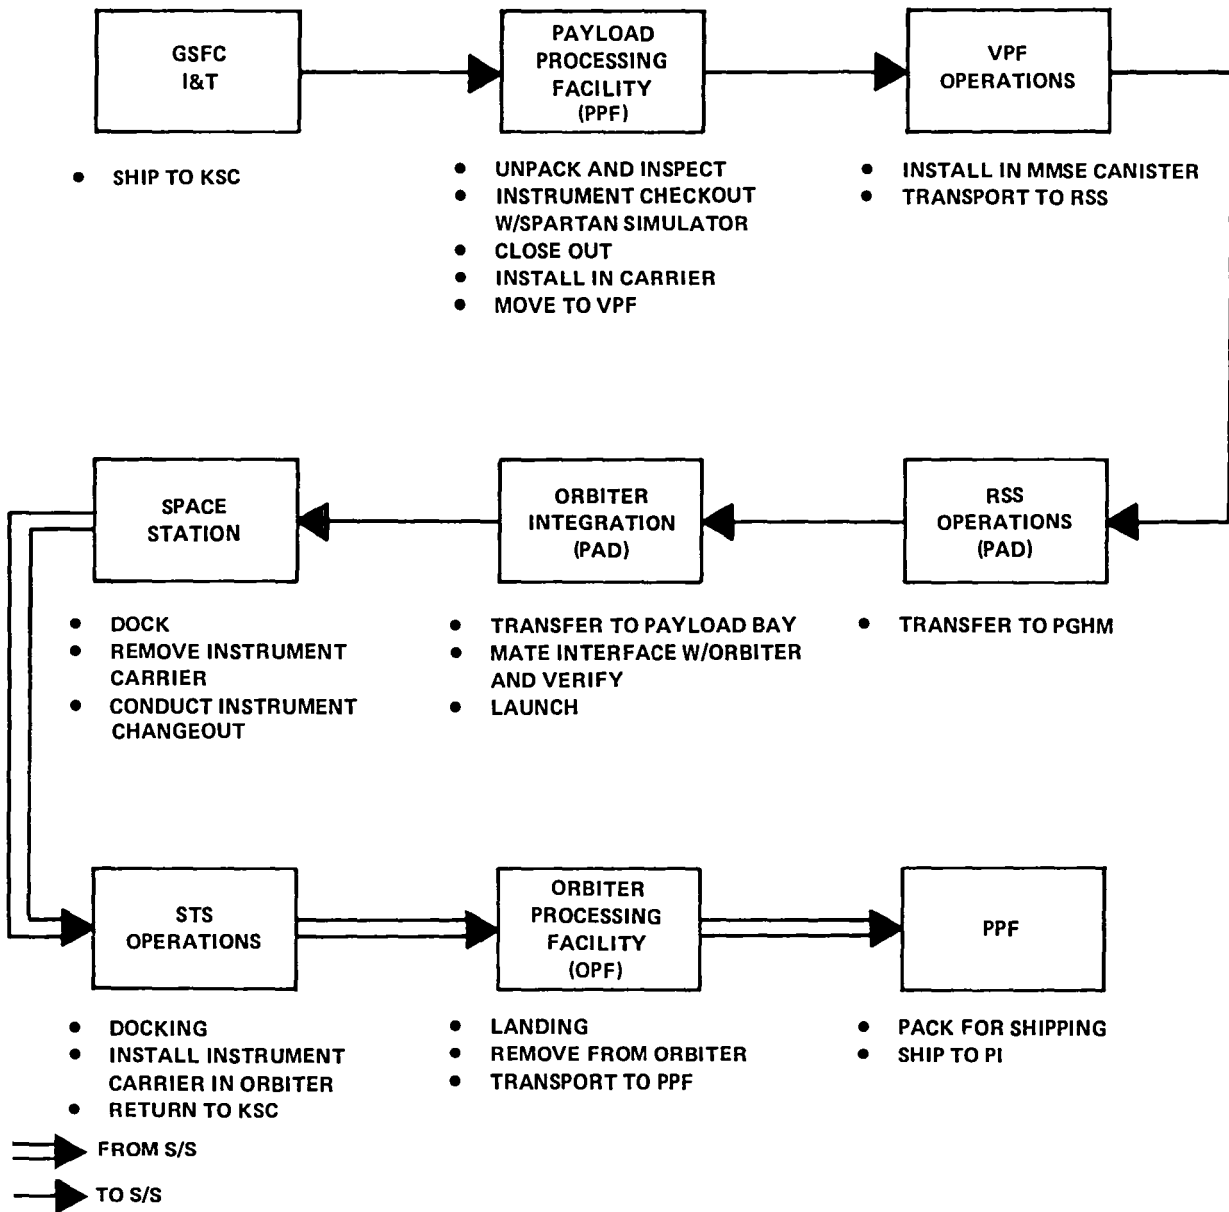 GSFC
I&T
• SHIP TO KSC
PAYLOAD
PROCESSING
FACILITY
(PPF)
• UNPACK AND INSPECT
• INSTRUMENT CHECKOUT
W/SPARTAN SIMULATOR
• CLOSE OUT
• INSTALL IN CARRIER
• MOVE TO VPF
VPF
OPERATIONS
• INSTALL IN MMSE CANISTER
• TRANSPORT TO RSS
SPACE
STATION
• DOCK
• REMOVE INSTRUMENT
CARRIER
• CONDUCT INSTRUMENT
CHANGEOUT
ORBITER
INTEGRATION
(PAD)
• TRANSFER TO PAYLOAD BAY
• MATE INTERFACE W/ORBITER
AND VERIFY
• LAUNCH
RSS
OPERATIONS
(PAD)
• TRANSFER TO PGHM
STS
OPERATIONS
• DOCKING
• INSTALL INSTRUMENT
CARRIER IN ORBITER
• RETURN TO KSC
ORBITER
PROCESSING
FACILITY
(OPF)
• LANDING
• REMOVE FROM ORBITER
• TRANSPORT TO PPF
PPF
• PACK FOR SHIPPING
• SHIP TO PI
FROM S/S
TO S/S